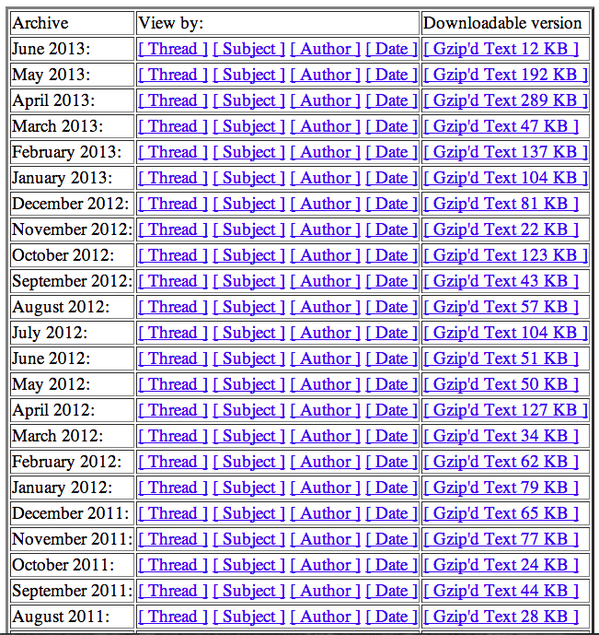 Archive View by: Downloadable version
June 2013: [ Thread ] [ Subject ] [ Author ] [ Date ] [ Gzip'd Text 12 KB ]
May 2013: [ Thread ] [ Subject ] [ Author ] [ Date ] [ Gzip'd Text 192 KB ]
April 2013: [ Thread ] [ Subject ] [ Author ] [ Date ] [ Gzip'd Text 289 KB ]
March 2013: [ Thread ] [ Subject ] [ Author ] [ Date ] [ Gzip'd Text 47 KB ]
February 2013: [ Thread ] [ Subject ] [ Author ] [ Date ] [ Gzip'd Text 137 KB ]
January 2013: [ Thread ] [ Subject ] [ Author ] [ Date ] [ Gzip'd Text 104 KB ]
December 2012: [ Thread ] [ Subject ] [ Author ] [ Date ] [ Gzip'd Text 81 KB ]
November 2012: [ Thread ] [ Subject ] [ Author ] [ Date ] [ Gzip'd Text 22 KB ]
October 2012: [ Thread ] [ Subject ] [ Author ] [ Date ] [ Gzip'd Text 123 KB ]
September 2012: [ Thread ] [ Subject ] [ Author ] [ Date ] [ Gzip'd Text 43 KB ]
August 2012: [ Thread ] [ Subject ] [ Author ] [ Date ] [ Gzip'd Text 57 KB ]
July 2012: [ Thread ] [ Subject ] [ Author ] [ Date ] [ Gzip'd Text 104 KB ]
June 2012: [ Thread ] [ Subject ] [ Author ] [ Date ] [ Gzip'd Text 51 KB ]
May 2012: [ Thread ] [ Subject ] [ Author ] [ Date ] [ Gzip'd Text 50 KB ]
April 2012: [ Thread ] [ Subject ] [ Author ] [ Date ] [ Gzip'd Text 127 KB ]
March 2012: [ Thread ] [ Subject ] [ Author ] [ Date ] [ Gzip'd Text 34 KB ]
February 2012: [ Thread ] [ Subject ] [ Author ] [ Date ] [ Gzip'd Text 62 KB ]
January 2012: [ Thread ] [ Subject ] [ Author ] [ Date ] [ Gzip'd Text 79 KB ]
December 2011: [ Thread ] [ Subject ] [ Author ] [ Date ] [ Gzip'd Text 65 KB ]
November 2011: [ Thread ] [ Subject ] [ Author ] [ Date ] [ Gzip'd Text 77 KB ]
October 2011: [ Thread ] [ Subject ] [ Author ] [ Date ] [ Gzip'd Text 24 KB ]
September 2011: [ Thread ] [ Subject ] [ Author ] [ Date ] [ Gzip'd Text 44 KB ]
August 2011: [ Thread ] [ Subject ] [ Author ] [ Date ] [ Gzip'd Text 28 KB ]